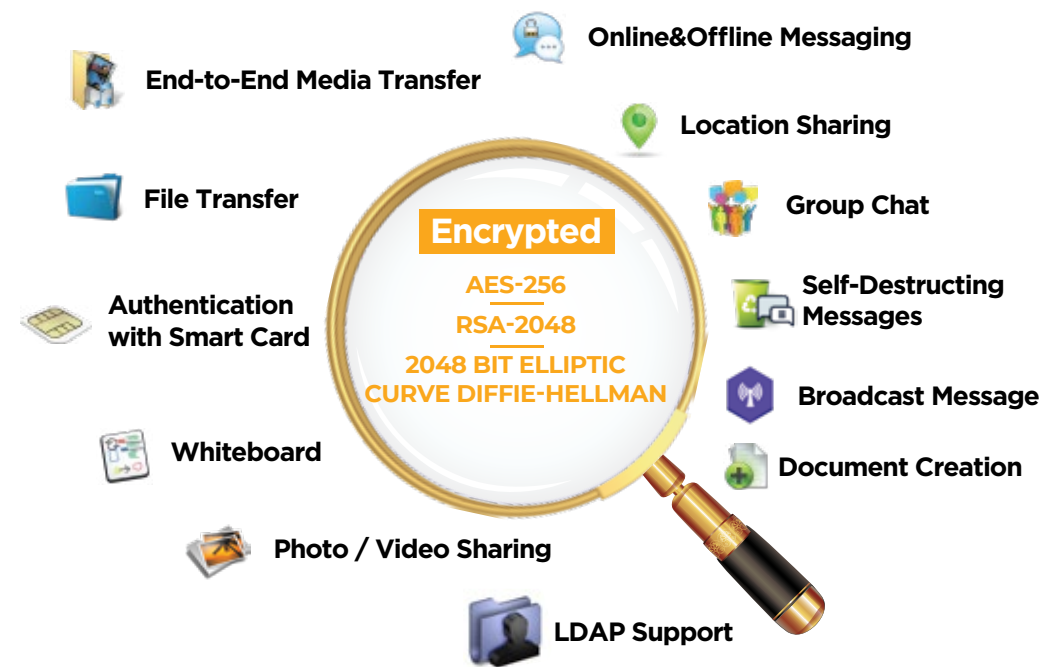 Online&Offline Messaging
End-to-End Media Transfer
Location Sharing
File Transfer
Group Chat
Encrypted
AES-256
RSA-2048
2048 BIT ELLIPTIC
CURVE DIFFIE-HELLMAN
Self-Destructing
Messages
Authentication
with Smart Card
Broadcast Message
Whiteboard
Document Creation
Photo / Video Sharing
LDAP Support